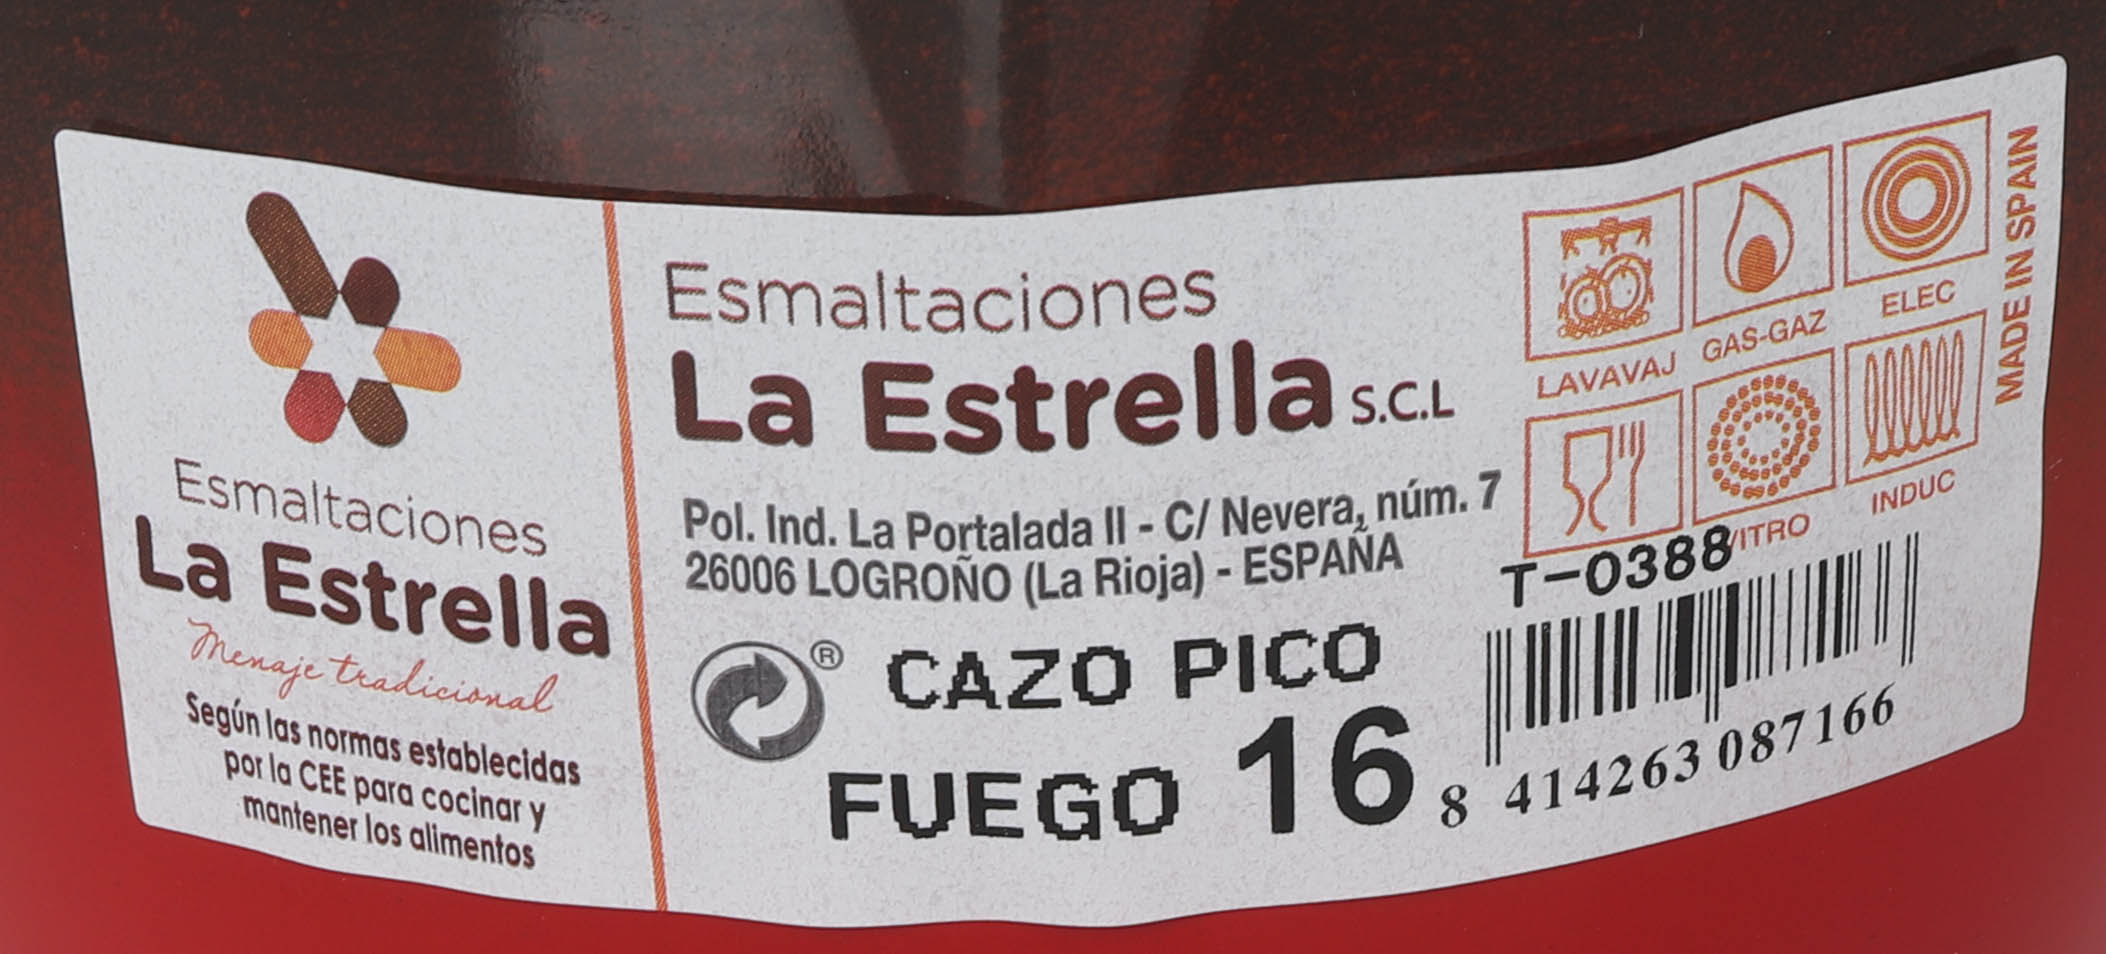 Esmaltaciones
La Estrella
Menaje tradicional
Según las normas establecidas
por la CEE para cocinar y
mantener los alimentos
Esmaltaciones
La Estrella S.C.L
Pol. Ind. La Portalada II - C/ Nevera, núm. 7
26006 LOGROÑO (La Rioja) - ESPAÑA
® CAZO PICO
FUEGO 16
LAVAVAJ GAS-GAZ ELEC
VITRO INDUC
MADE IN SPAIN
T-0388
8 414263 087166